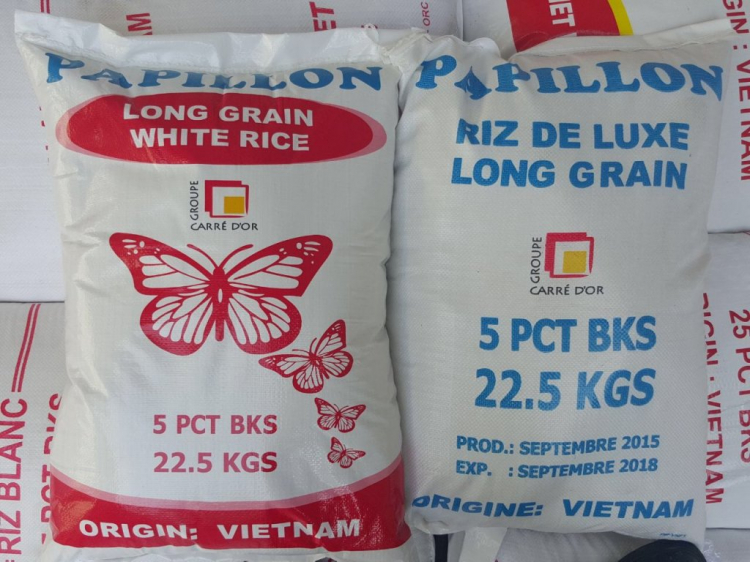 PAPILLON
LONG GRAIN
WHITE RICE
GROUPE
CARRÉ D'OR
5 PCT BKS
22.5 KGS
ORIGIN: VIETNAM
PAPILLON
RIZ DE LUXE
LONG GRAIN
GROUPE
CARRÉ D'OR
5 PCT BKS
22.5 KGS
PROD.: SEPTEMBRE 2015
EXP. : SEPTEMBRE 2018
ORIGINE: VIETNAM
RIZ BLANC
ORIGIN : VIETNAM
25 PCT BKS